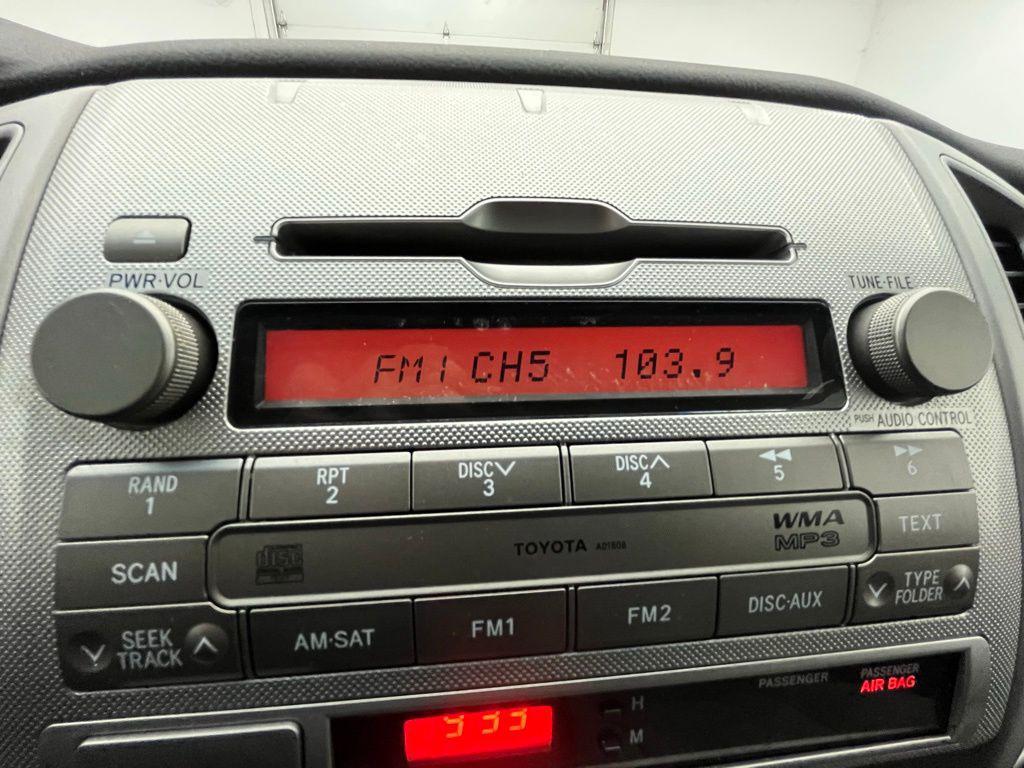 PWR·VOL
TUNE·FILE
FM1 CH5 103.9
PUSH AUDIO CONTROL
RAND
1
RPT
2
DISC
3
DISC
4
5
6
TEXT
WMA
MP3
disc
TOYOTA AD1808
SCAN
SEEK
TRACK
AM·SAT
FM1
FM2
DISC·AUX
TYPE
FOLDER
PASSENGER
PASSENGER
AIR BAG
H
M